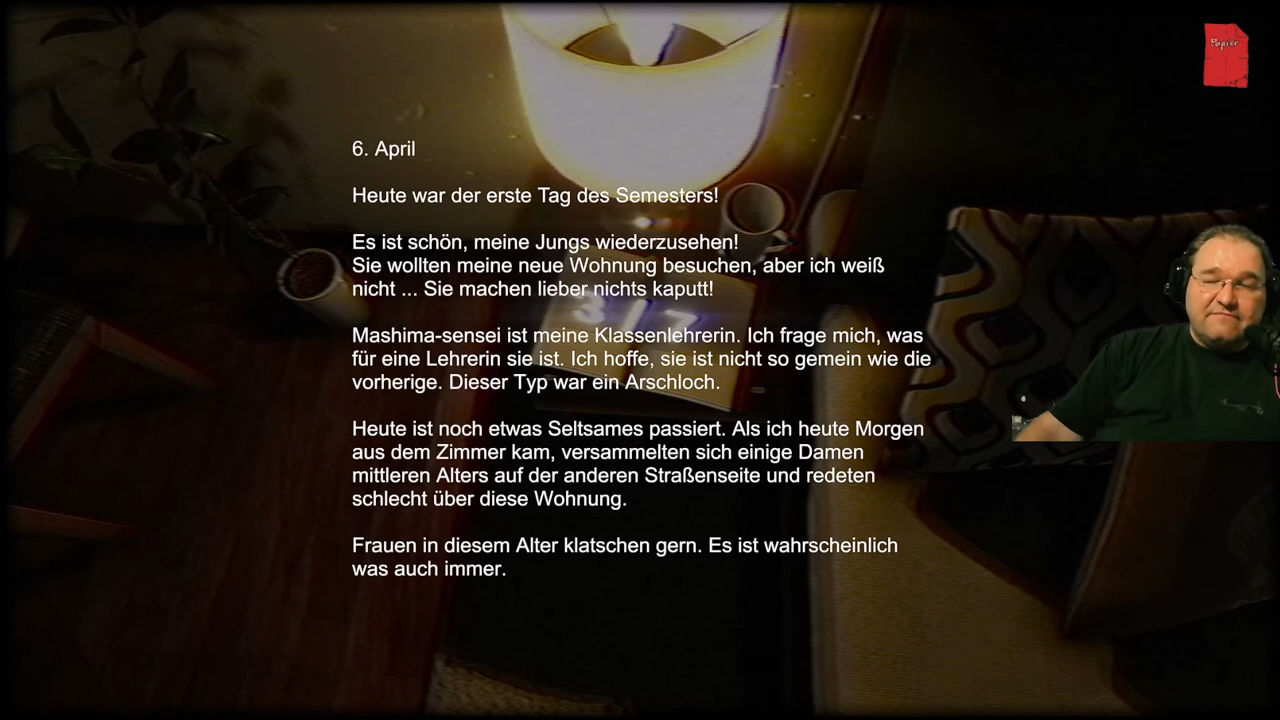 Papier
6. April
Heute war der erste Tag des Semesters!
Es ist schön, meine Jungs wiederzusehen!
Sie wollten meine neue Wohnung besuchen, aber ich weiß
nicht ... Sie machen lieber nichts kaputt!
3/7
Mashima-sensei ist meine Klassenlehrerin. Ich frage mich, was
für eine Lehrerin sie ist. Ich hoffe, sie ist nicht so gemein wie die
vorherige. Dieser Typ war ein Arschloch.
Heute ist noch etwas Seltsames passiert. Als ich heute Morgen
aus dem Zimmer kam, versammelten sich einige Damen
mittleren Alters auf der anderen Straßenseite und redeten
schlecht über diese Wohnung.
Frauen in diesem Alter klatschen gern. Es ist wahrscheinlich
was auch immer.